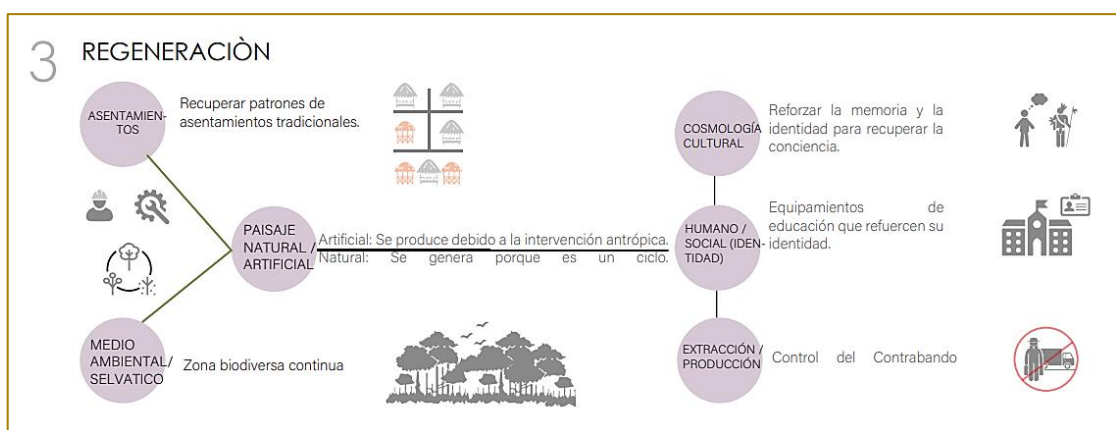 3 REGENERACIÒN
ASENTAMIEN-
TOS
Recuperar patrones de
asentamientos tradicionales.
PAISAJE
NATURAL /
ARTIFICIAL
Artificial: Se produce debido a la intervención antrópica.
Natural: Se genera porque es un ciclo.
MEDIO
AMBIENTAL/
SELVATICO
Zona biodiversa continua
COSMOLOGÍA
CULTURAL
Reforzar la memoria y la
identidad para recuperar la
conciencia.
HUMANO /
SOCIAL (IDEN-
TIDAD)
Equipamientos de
educación que refuercen su
identidad.
EXTRACCIÓN /
PRODUCCIÓN
Control del Contrabando